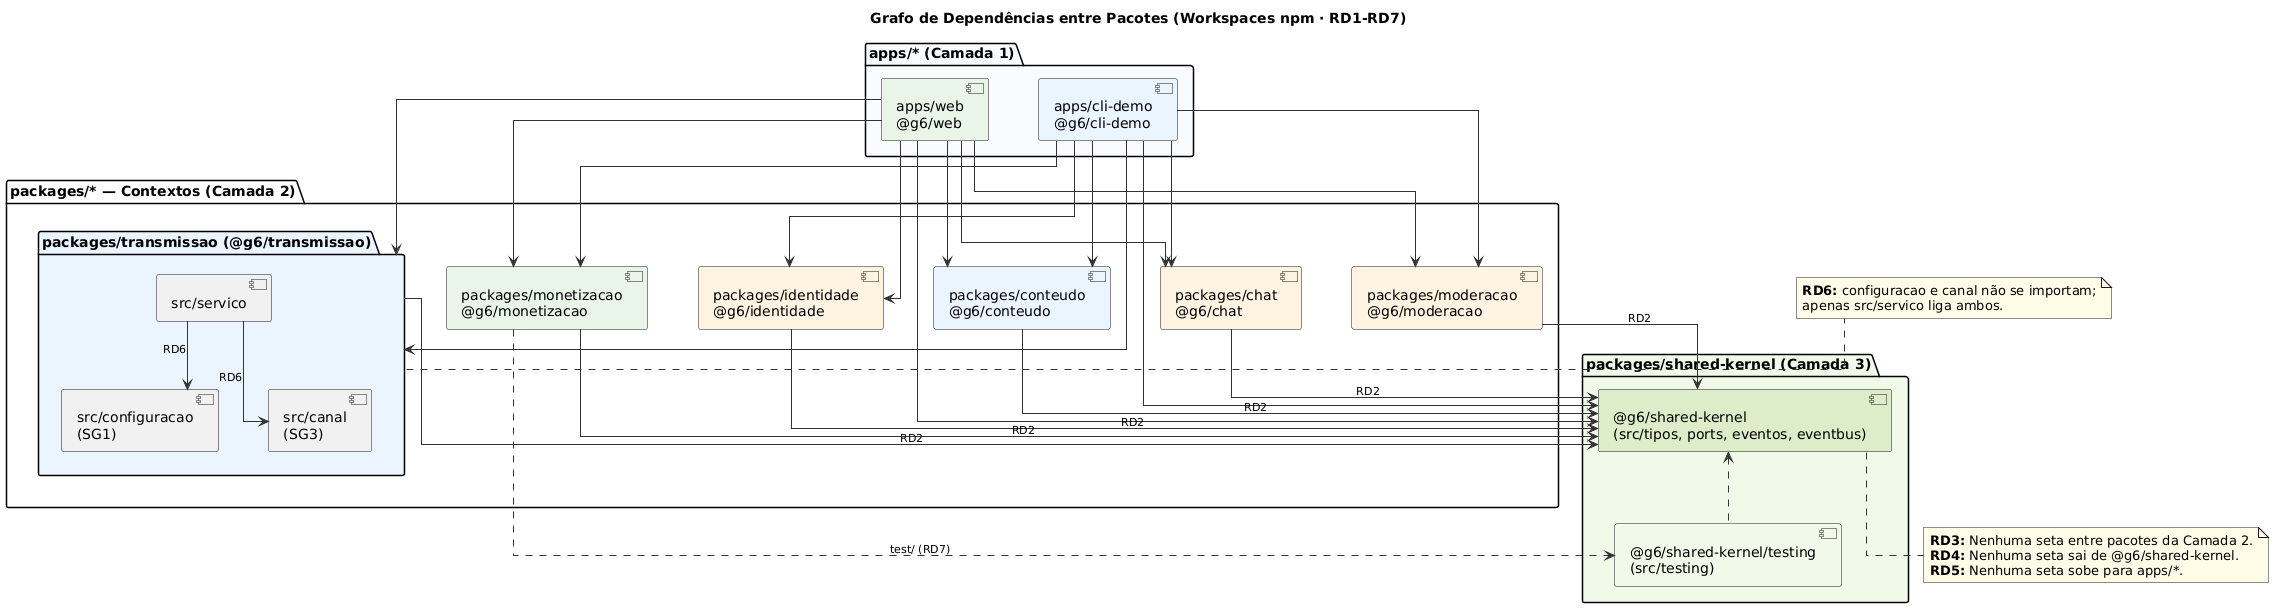 Grafo de Dependências entre Pacotes (Workspaces npm · RD1-RD7)
apps/* (Camada 1)
apps/web
@g6/web
apps/cli-demo
@g6/cli-demo
packages/* — Contextos (Camada 2)
packages/transmissao (@g6/transmissao)
src/servico
RD6
RD6
src/configuracao
(SG1)
src/canal
(SG3)
packages/monetizacao
@g6/monetizacao
packages/identidade
@g6/identidade
packages/conteudo
@g6/conteudo
packages/chat
@g6/chat
packages/moderacao
@g6/moderacao
RD6: configuracao e canal não se importam;
apenas src/servico liga ambos.
RD2
packages/shared-kernel (Camada 3)
RD2
RD2
RD2
RD2
RD2
@g6/shared-kernel
(src/tipos, ports, eventos, eventbus)
test/ (RD7)
@g6/shared-kernel/testing
(src/testing)
RD3: Nenhuma seta entre pacotes da Camada 2.
RD4: Nenhuma seta sai de @g6/shared-kernel.
RD5: Nenhuma seta sobe para apps/*.